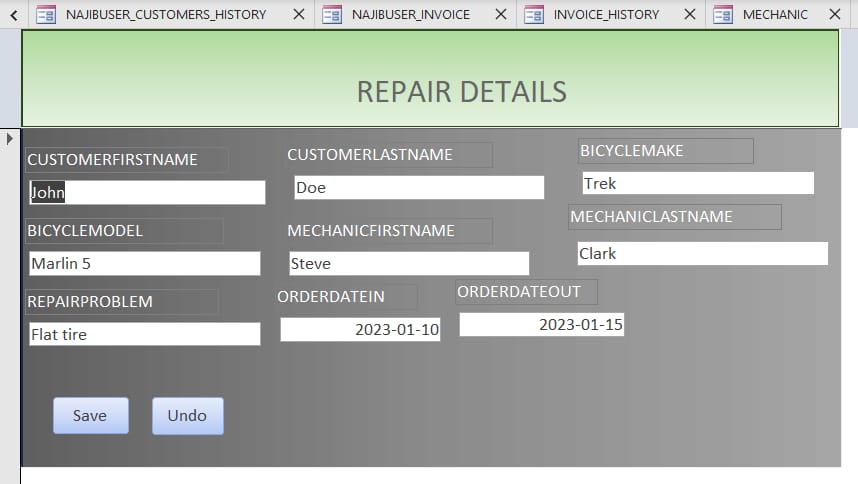 NAJIBUSER_CUSTOMERS_HISTORY NAJIBUSER_INVOICE INVOICE_HISTORY MECHANIC
REPAIR DETAILS
CUSTOMERFIRSTNAME CUSTOMERLASTNAME BICYCLEMAKE
John Doe Trek
BICYCLEMODEL MECHANICFIRSTNAME MECHANICLASTNAME
Marlin 5 Steve Clark
REPAIRPROBLEM ORDERDATEIN ORDERDATEOUT
Flat tire 2023-01-10 2023-01-15
Save Undo